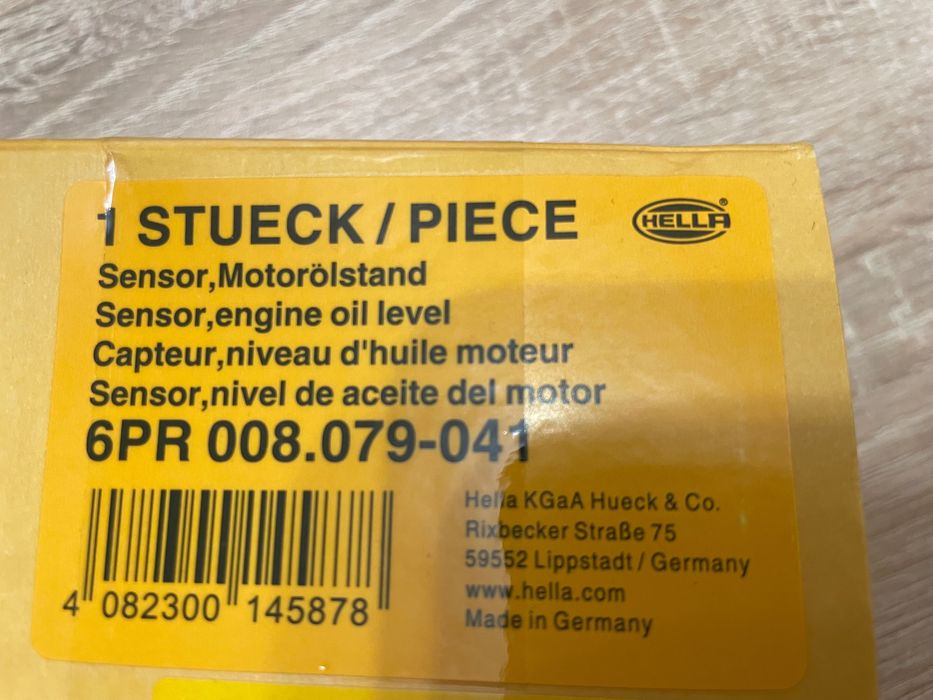 1 STUECK / PIECE
HELLA®
Sensor,Motorölstand
Sensor,engine oil level
Capteur,niveau d'huile moteur
Sensor,nivel de aceite del motor
6PR 008.079-041
4 082300 145878
Hella KGaA Hueck & Co.
Rixbecker Straße 75
59552 Lippstadt / Germany
www.hella.com
Made in Germany